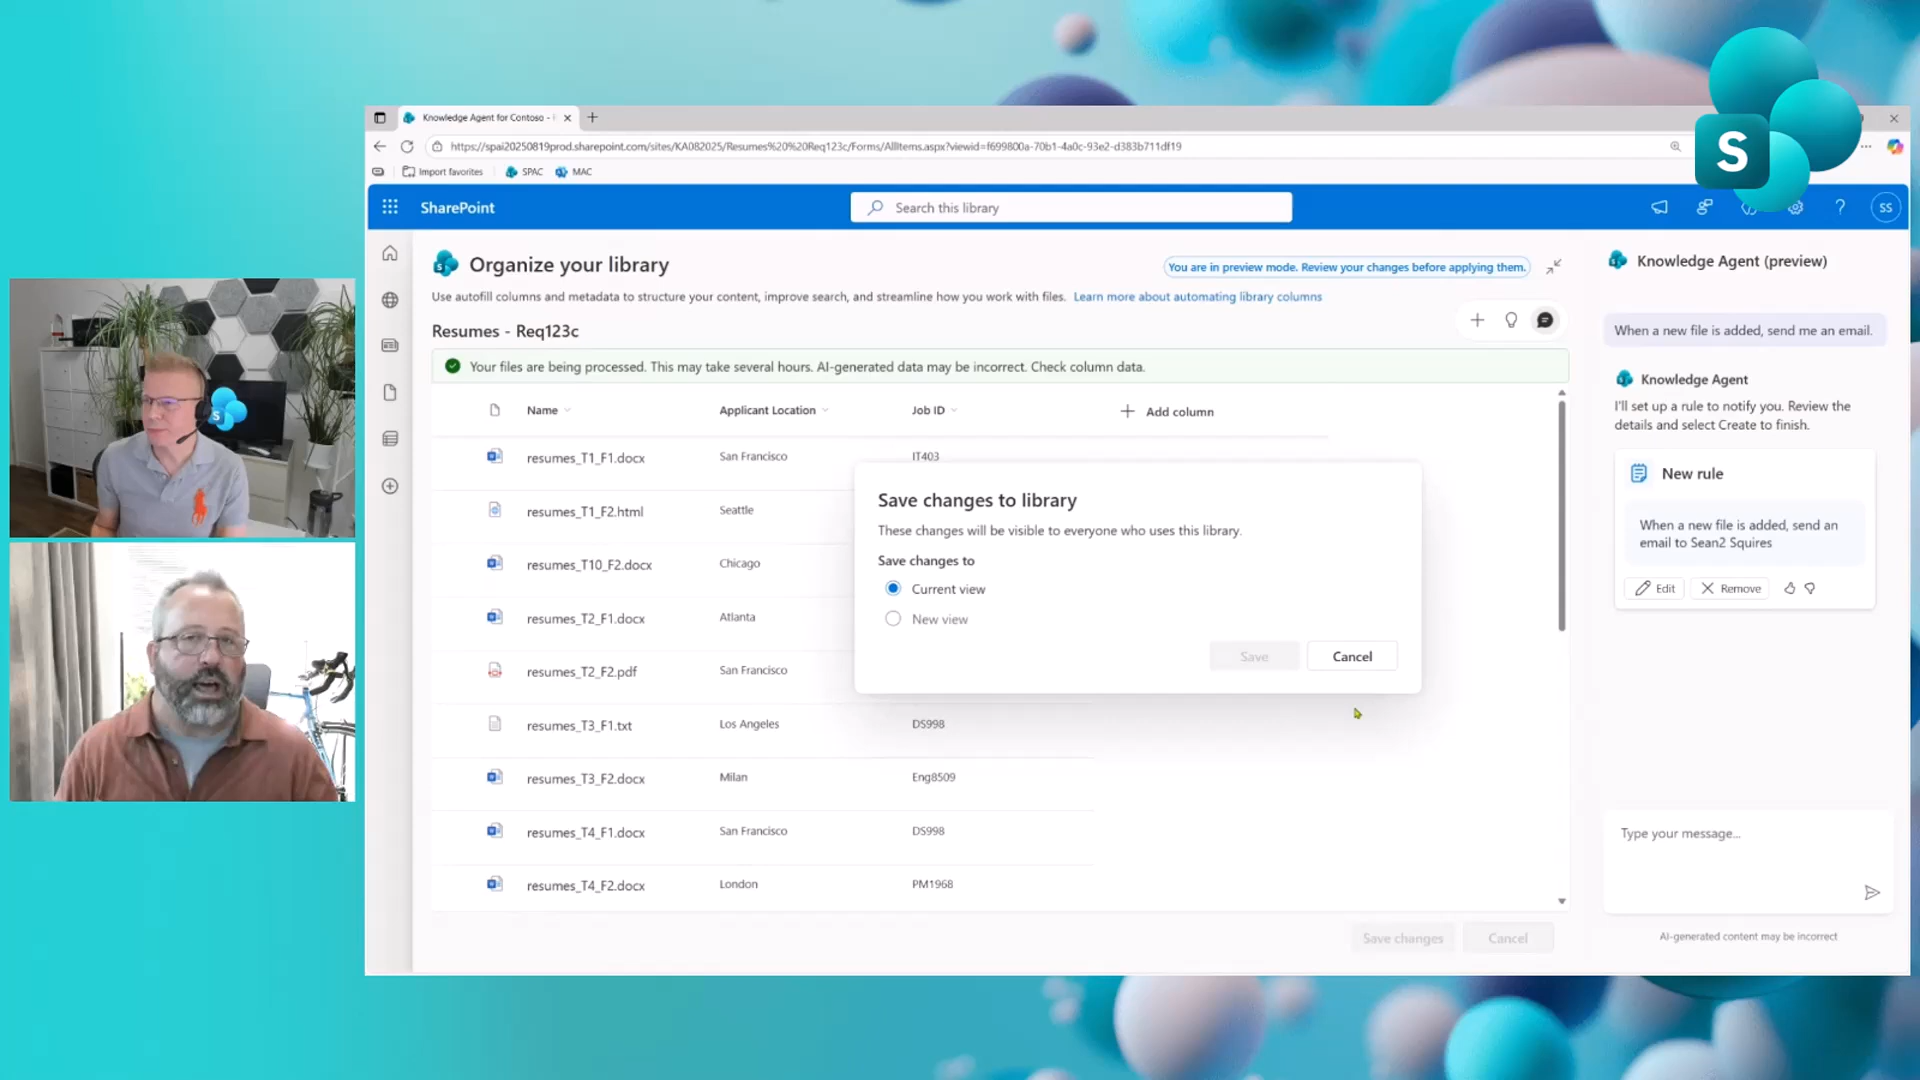 Knowledge Agent for Contoso -
https://spai20250819prod.sharepoint.com/sites/KA082025/Resumes%20%20Req123c/Forms/AllItems.aspx?viewid=f699800a-70b1-4a0c-93e2-d383b711df19
Import favorites
SPAC
MAC
S
SharePoint
Search this library
?
SS
Organize your library
You are in preview mode. Review your changes before applying them.
Use autofill columns and metadata to structure your content, improve search, and streamline how you work with files. Learn more about automating library columns
Resumes - Req123c
Your files are being processed. This may take several hours. AI-generated data may be incorrect. Check column data.
Name
Applicant Location
Job ID
Add column
resumes_T1_F1.docx
San Francisco
IT403
resumes_T1_F2.html
Seattle
resumes_T10_F2.docx
Chicago
resumes_T2_F1.docx
Atlanta
resumes_T2_F2.pdf
San Francisco
resumes_T3_F1.txt
Los Angeles
DS998
resumes_T3_F2.docx
Milan
Eng8509
resumes_T4_F1.docx
San Francisco
DS998
resumes_T4_F2.docx
London
PM1968
Save changes to library
These changes will be visible to everyone who uses this library.
Save changes to
Current view
New view
Save
Cancel
Save changes
Cancel
Knowledge Agent (preview)
When a new file is added, send me an email.
Knowledge Agent
I'll set up a rule to notify you. Review the
details and select Create to finish.
New rule
When a new file is added, send an
email to Sean2 Squires
Edit
Remove
Type your message...
AI-generated content may be incorrect
S